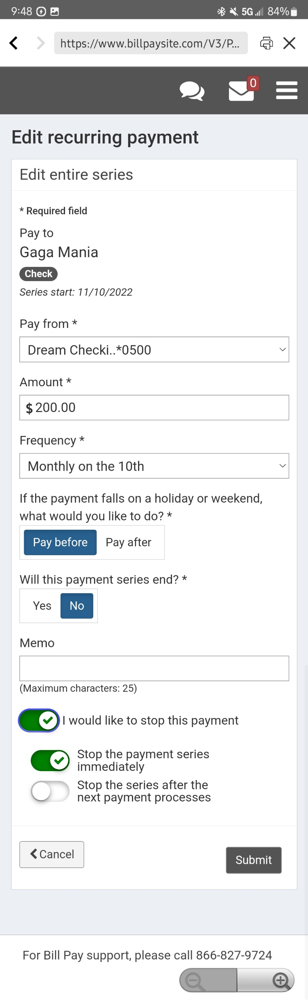 9:48
5G 84%
https://www.billpaysite.com/V3/P...
0
Edit recurring payment
Edit entire series
* Required field
Pay to
Gaga Mania
Check
Series start: 11/10/2022
Pay from *
Dream Checki..*0500
Amount *
$ 200.00
Frequency *
Monthly on the 10th
If the payment falls on a holiday or weekend,
what would you like to do? *
Pay before Pay after
Will this payment series end? *
Yes No
Memo
(Maximum characters: 25)
I would like to stop this payment
Stop the payment series
immediately
Stop the series after the
next payment processes
Cancel
Submit
For Bill Pay support, please call 866-827-9724